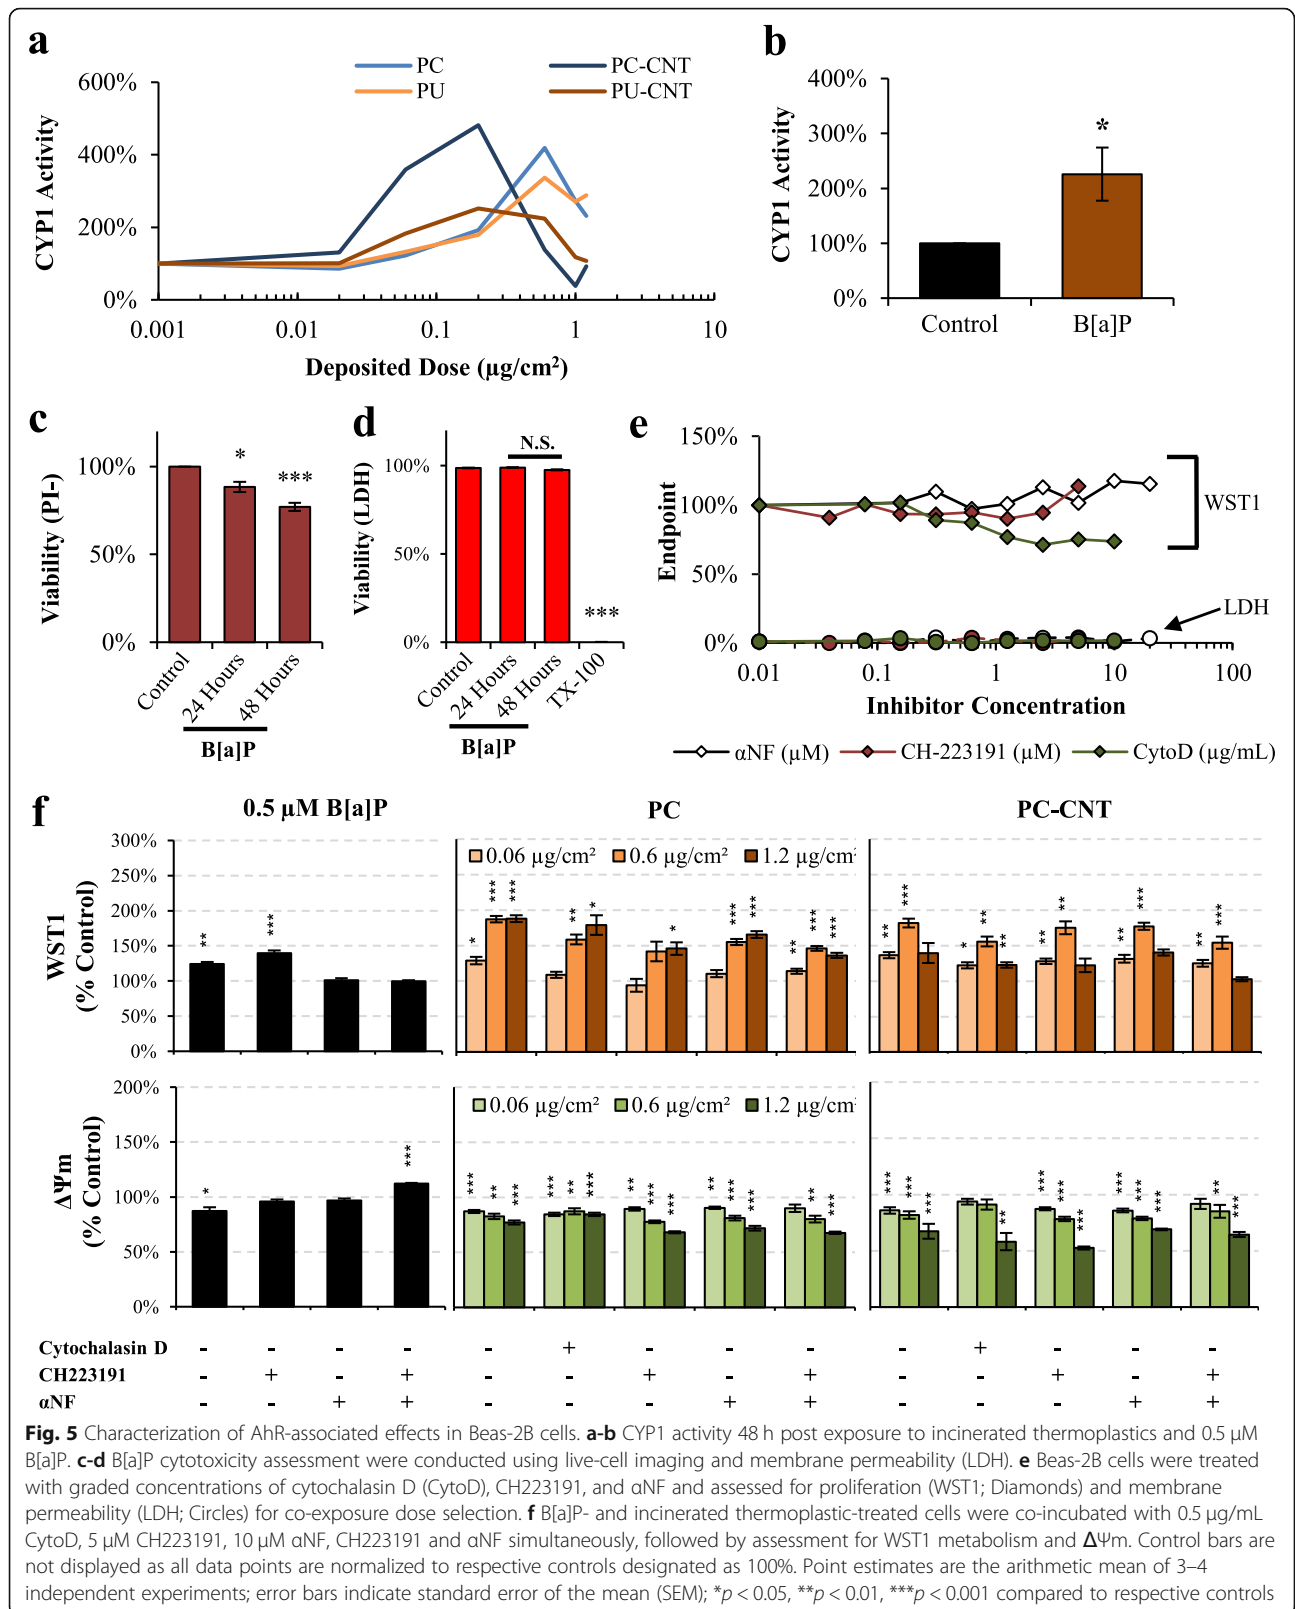 a
PC
PC-CNT
PU
PU-CNT
600%
400%
200%
0%
CYP1 Activity
0.001
0.01
0.1
1
10
Deposited Dose (µg/cm²)
b
400%
300%
200%
100%
0%
CYP1 Activity
*
Control
B[a]P
c
100%
50%
0%
Viability (PI-)
*
***
Control
24 Hours
48 Hours
B[a]P
d
100%
50%
0%
Viability (LDH)
N.S.
***
Control
24 Hours
48 Hours
TX-100
B[a]P
e
150%
100%
50%
0%
Endpoint
WST1
LDH
0.01
0.1
1
10
100
Inhibitor Concentration
αNF (µM)
CH-223191 (µM)
CytoD (µg/mL)
f
0.5 µM B[a]P
PC
PC-CNT
300%
250%
200%
150%
100%
50%
0%
WST1
(% Control)
** ***
0.06 µg/cm²
0.6 µg/cm²
1.2 µg/cm²
* *** *** ** * * *** *** ** *** ***
** *** * ** ** ** ** ** *** ** ***
200%
150%
100%
50%
0%
ΔΨm
(% Control)
* ***
0.06 µg/cm²
0.6 µg/cm²
1.2 µg/cm²
*** ** *** *** ** *** ** *** *** ** *** *** ** ***
*** *** *** ** *** *** *** *** *** *** ** ***
Cytochalasin D - - - - - + - - - - + - - -
CH223191 - + - + - - + - + - - + - +
αNF - - + + - - - + + - - - + +
Fig. 5 Characterization of AhR-associated effects in Beas-2B cells. a-b CYP1 activity 48 h post exposure to incinerated thermoplastics and 0.5 µM
B[a]P. c-d B[a]P cytotoxicity assessment were conducted using live-cell imaging and membrane permeability (LDH). e Beas-2B cells were treated
with graded concentrations of cytochalasin D (CytoD), CH223191, and αNF and assessed for proliferation (WST1; Diamonds) and membrane
permeability (LDH; Circles) for co-exposure dose selection. f B[a]P- and incinerated thermoplastic-treated cells were co-incubated with 0.5 µg/mL
CytoD, 5 µM CH223191, 10 µM αNF, CH223191 and αNF simultaneously, followed by assessment for WST1 metabolism and ΔΨm. Control bars are
not displayed as all data points are normalized to respective controls designated as 100%. Point estimates are the arithmetic mean of 3–4
independent experiments; error bars indicate standard error of the mean (SEM); *p < 0.05, **p < 0.01, ***p < 0.001 compared to respective controls